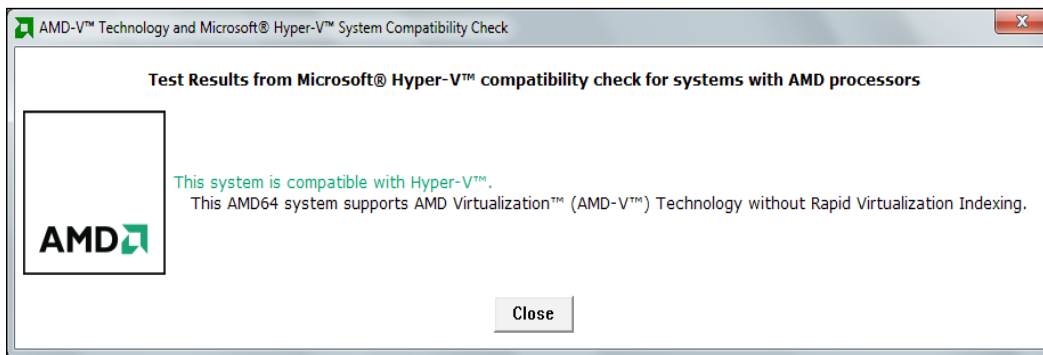 AMD-V™ Technology and Microsoft® Hyper-V™ System Compatibility Check
x
Test Results from Microsoft® Hyper-V™ compatibility check for systems with AMD processors
This system is compatible with Hyper-V™.
This AMD64 system supports AMD Virtualization™ (AMD-V™) Technology without Rapid Virtualization Indexing.
AMD
Close